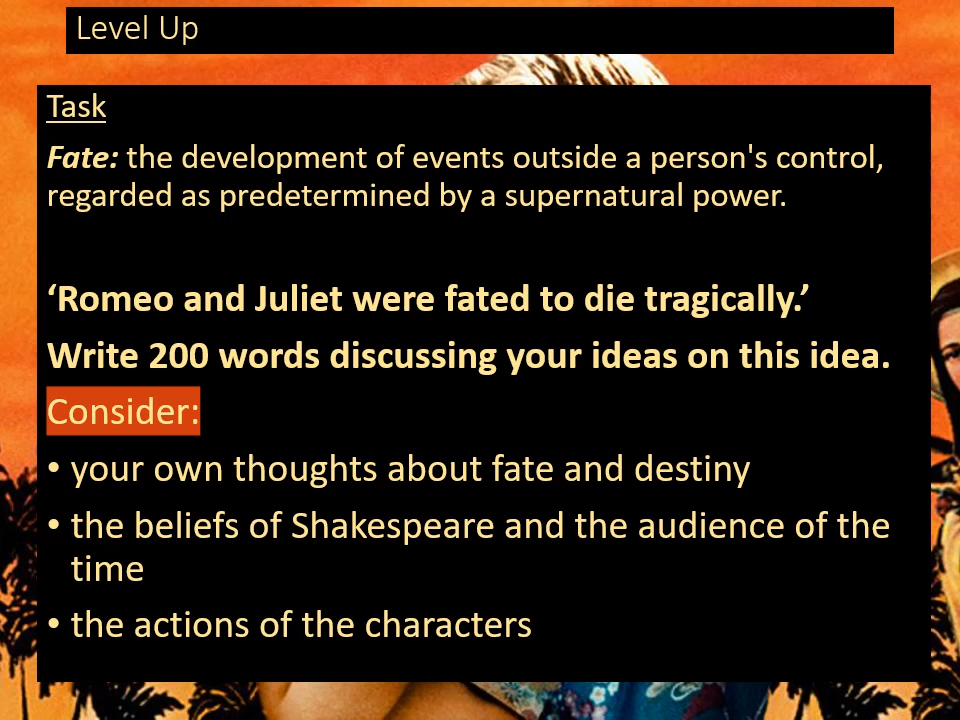 Level Up
Task
Fate: the development of events outside a person's control,
regarded as predetermined by a supernatural power.
‘Romeo and Juliet were fated to die tragically.’
Write 200 words discussing your ideas on this idea.
Consider:
• your own thoughts about fate and destiny
• the beliefs of Shakespeare and the audience of the
time
• the actions of the characters